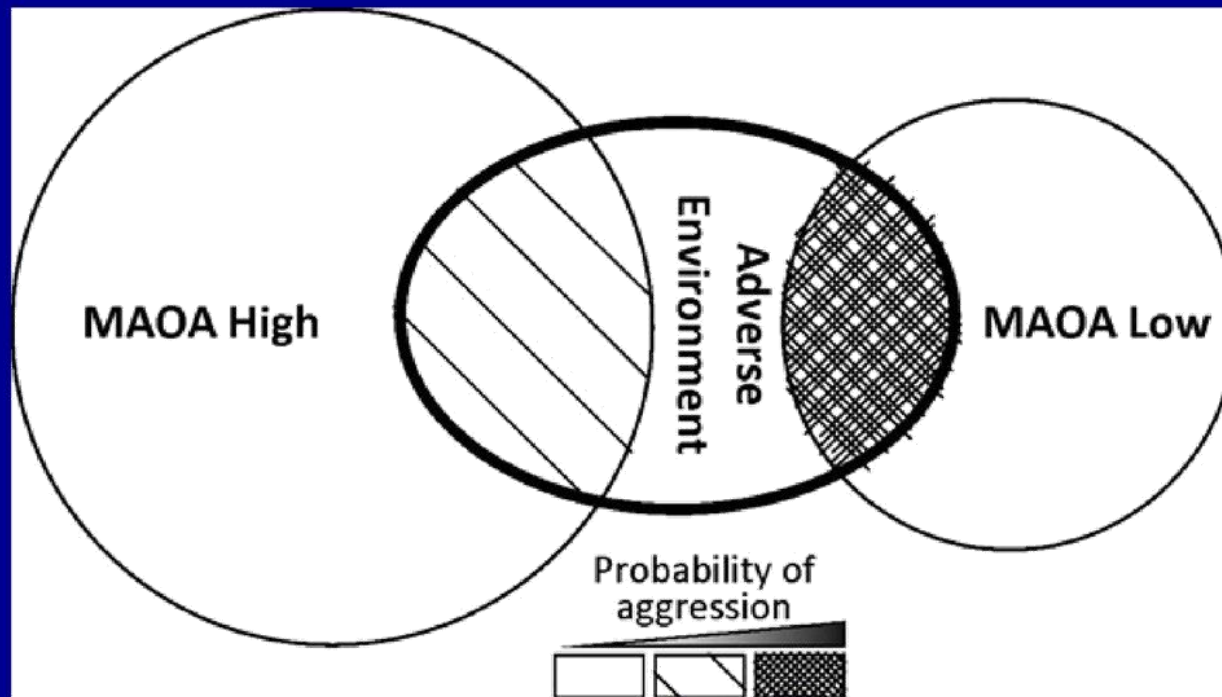 MAOA High
Adverse
Environment
MAOA Low
Probability of
aggression